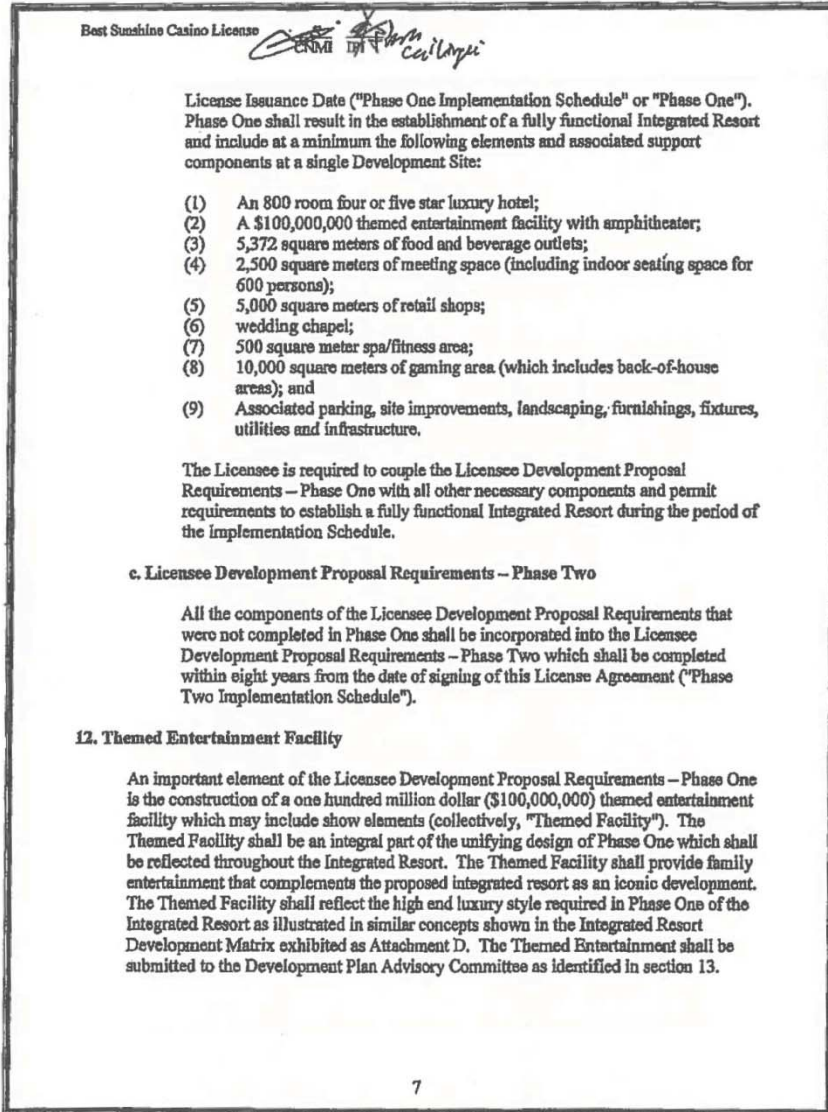 Best Sunshine Casino License
CNMI
License Issuance Date ("Phase One Implementation Schedule" or "Phase One").
Phase One shall result in the establishment of a fully functional Integrated Resort
and include at a minimum the following elements and associated support
components at a single Development Site:
(1) An 800 room four or five star luxury hotel;
(2) A $100,000,000 themed entertainment facility with amphitheater;
(3) 5,372 square meters of food and beverage outlets;
(4) 2,500 square meters of meeting space (including indoor seating space for
600 persons);
(5) 5,000 square meters of retail shops;
(6) wedding chapel;
(7) 500 square meter spa/fitness area;
(8) 10,000 square meters of gaming area (which includes back-of-house
areas); and
(9) Associated parking, site improvements, landscaping, furnishings, fixtures,
utilities and infrastructure.
The Licensee is required to couple the Licensee Development Proposal
Requirements – Phase One with all other necessary components and permit
requirements to establish a fully functional Integrated Resort during the period of
the Implementation Schedule.
c. Licensee Development Proposal Requirements – Phase Two
All the components of the Licensee Development Proposal Requirements that
were not completed in Phase One shall be incorporated into the Licensee
Development Proposal Requirements – Phase Two which shall be completed
within eight years from the date of signing of this License Agreement ("Phase
Two Implementation Schedule").
12. Themed Entertainment Facility
An important element of the Licensee Development Proposal Requirements – Phase One
is the construction of a one hundred million dollar ($100,000,000) themed entertainment
facility which may include show elements (collectively, "Themed Facility"). The
Themed Facility shall be an integral part of the unifying design of Phase One which shall
be reflected throughout the Integrated Resort. The Themed Facility shall provide family
entertainment that complements the proposed integrated resort as an iconic development.
The Themed Facility shall reflect the high end luxury style required in Phase One of the
Integrated Resort as illustrated in similar concepts shown in the Integrated Resort
Development Matrix exhibited as Attachment D. The Themed Entertainment shall be
submitted to the Development Plan Advisory Committee as identified in section 13.
7